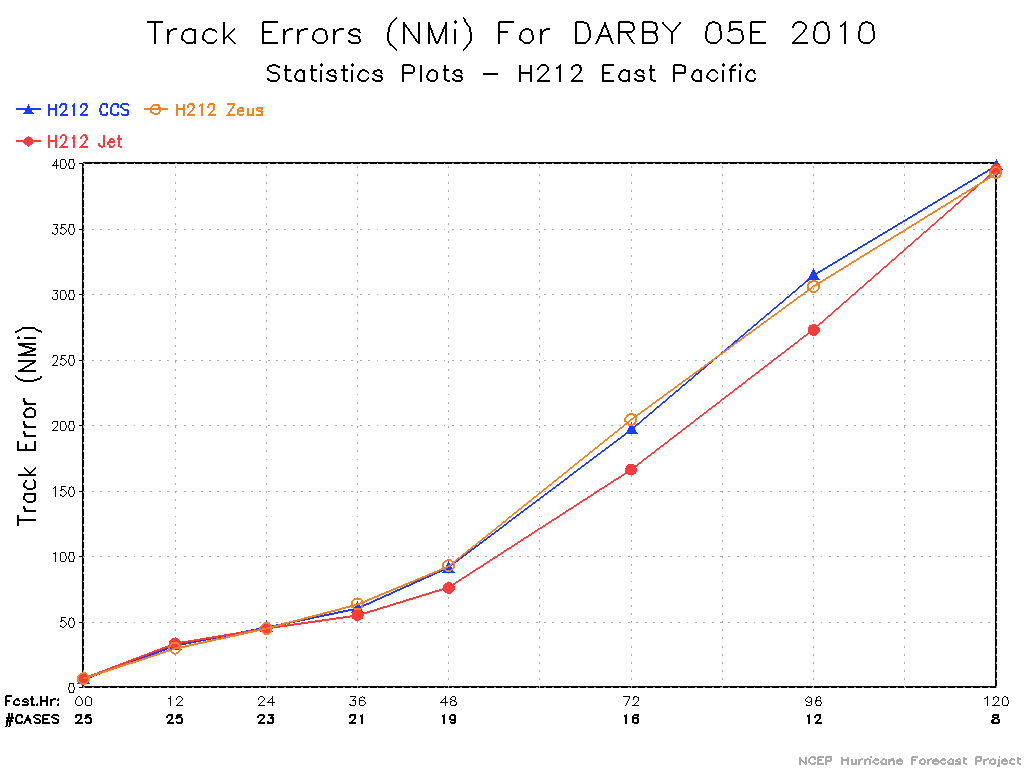 Track Errors (NMi) For DARBY 05E 2010
Statistics Plots - H212 East Pacific
H212 CCS H212 Zeus
H212 Jet
400
350
300
250
200
150
100
50
0
Track Error (NMi)
Fcst.Hr: 00 12 24 36 48 72 96 120
#CASES 25 25 23 21 19 16 12 8
NCEP Hurricane Forecast Project